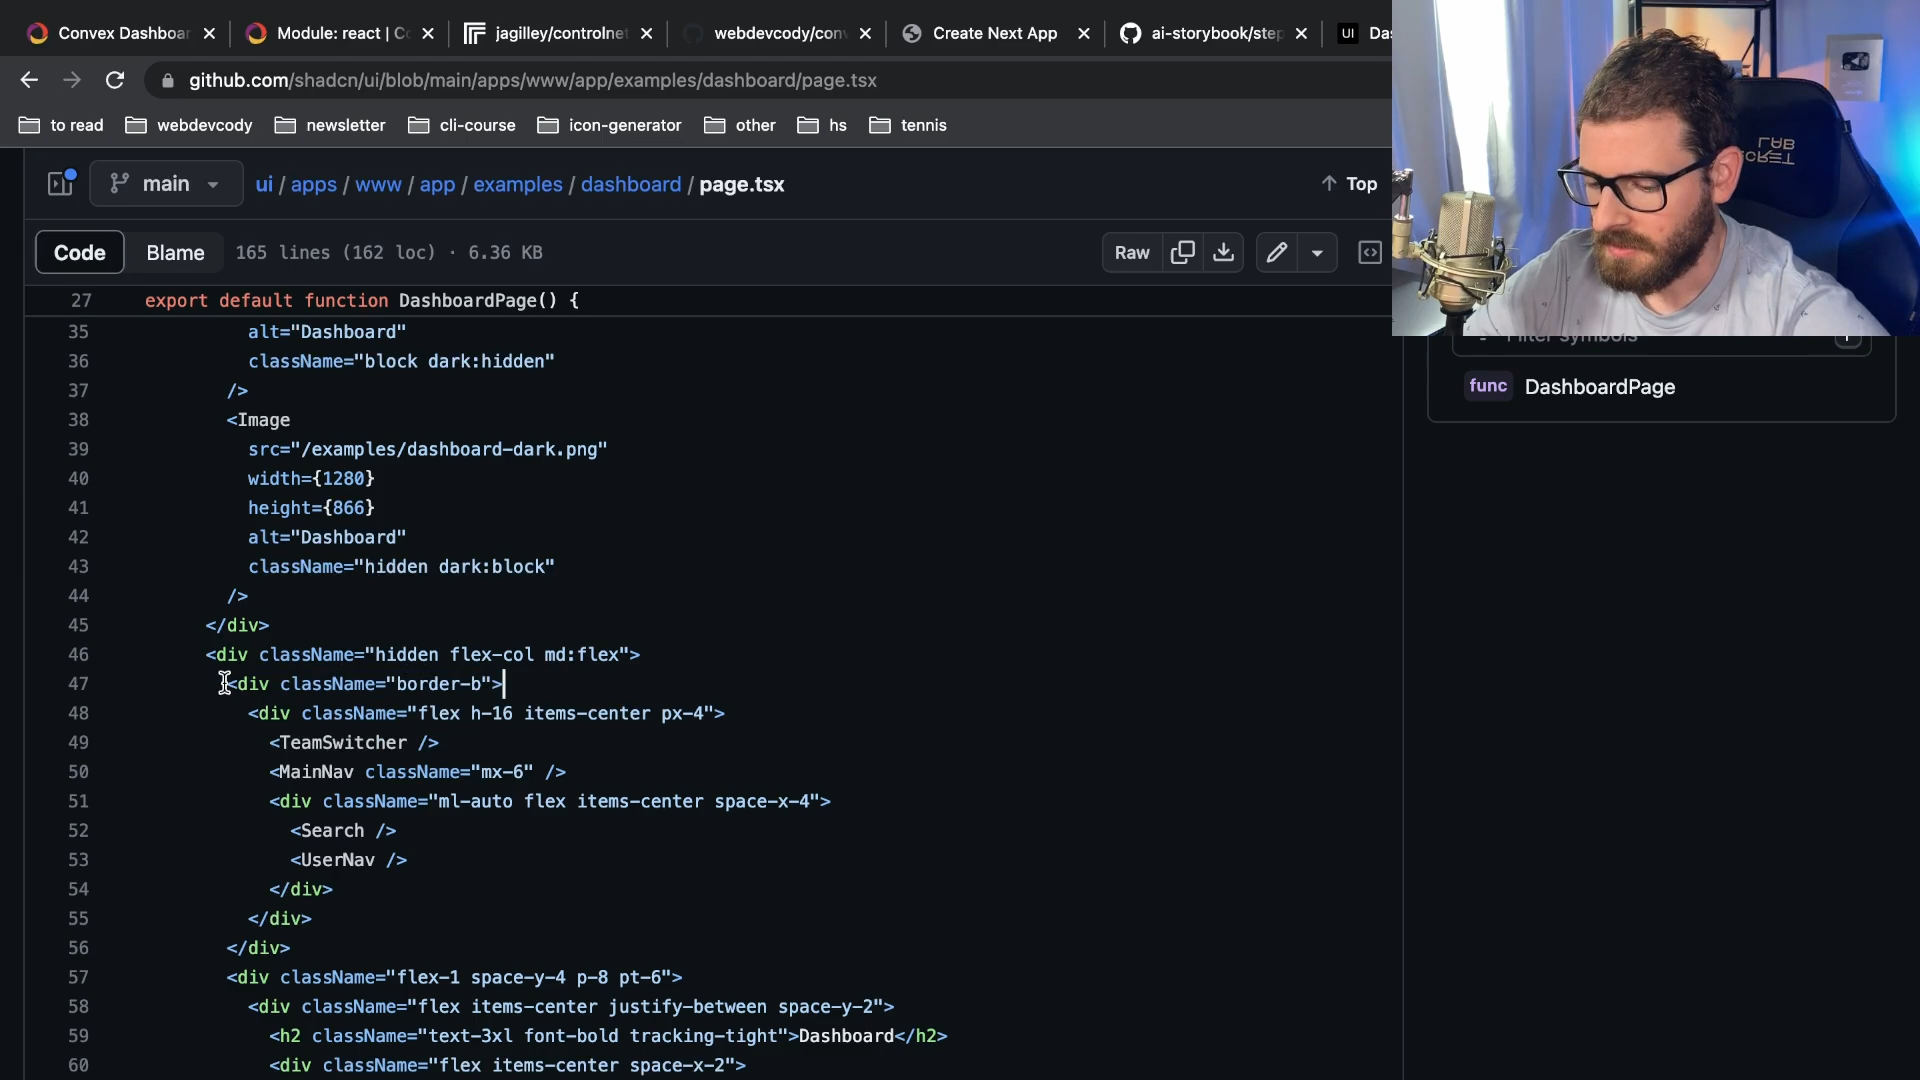 Convex Dashboar
Module: react | Co
jagilley/controlnet
webdevcody/conv
Create Next App
ai-storybook/step
UI Das
github.com/shadcn/ui/blob/main/apps/www/app/examples/dashboard/page.tsx
to read
webdevcody
newsletter
cli-course
icon-generator
other
hs
tennis
main
ui / apps / www / app / examples / dashboard / page.tsx
Top
Code
Blame
165 lines (162 loc) · 6.36 KB
Raw
27 export default function DashboardPage() {
35 alt="Dashboard"
36 className="block dark:hidden"
37 />
38 <Image
39 src="/examples/dashboard-dark.png"
40 width={1280}
41 height={866}
42 alt="Dashboard"
43 className="hidden dark:block"
44 />
45 </div>
46 <div className="hidden flex-col md:flex">
47 <div className="border-b">
48 <div className="flex h-16 items-center px-4">
49 <TeamSwitcher />
50 <MainNav className="mx-6" />
51 <div className="ml-auto flex items-center space-x-4">
52 <Search />
53 <UserNav />
54 </div>
55 </div>
56 </div>
57 <div className="flex-1 space-y-4 p-8 pt-6">
58 <div className="flex items-center justify-between space-y-2">
59 <h2 className="text-3xl font-bold tracking-tight">Dashboard</h2>
60 <div className="flex items-center space-x-2">
Filter symbols
func DashboardPage
SECRET
LAB